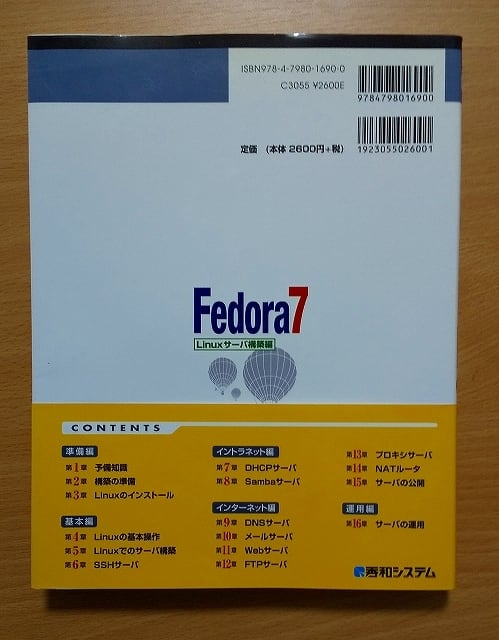 ISBN978-4-7980-1690-0
C3055 ¥2600E
9784798016900
定価 (本体 2600円+税)
1923055026001
Fedora7
Linuxサーバ構築編
CONTENTS
準備編
第1章 予備知識
第2章 構築の準備
第3章 Linuxのインストール
基本編
第4章 Linuxの基本操作
第5章 Linuxでのサーバ構築
第6章 SSHサーバ
イントラネット編
第7章 DHCPサーバ
第8章 Sambaサーバ
インターネット編
第9章 DNSサーバ
第10章 メールサーバ
第11章 Webサーバ
第12章 FTPサーバ
第13章 プロキシサーバ
第14章 NATルータ
第15章 サーバの公開
運用編
第16章 サーバの運用
秀和システム